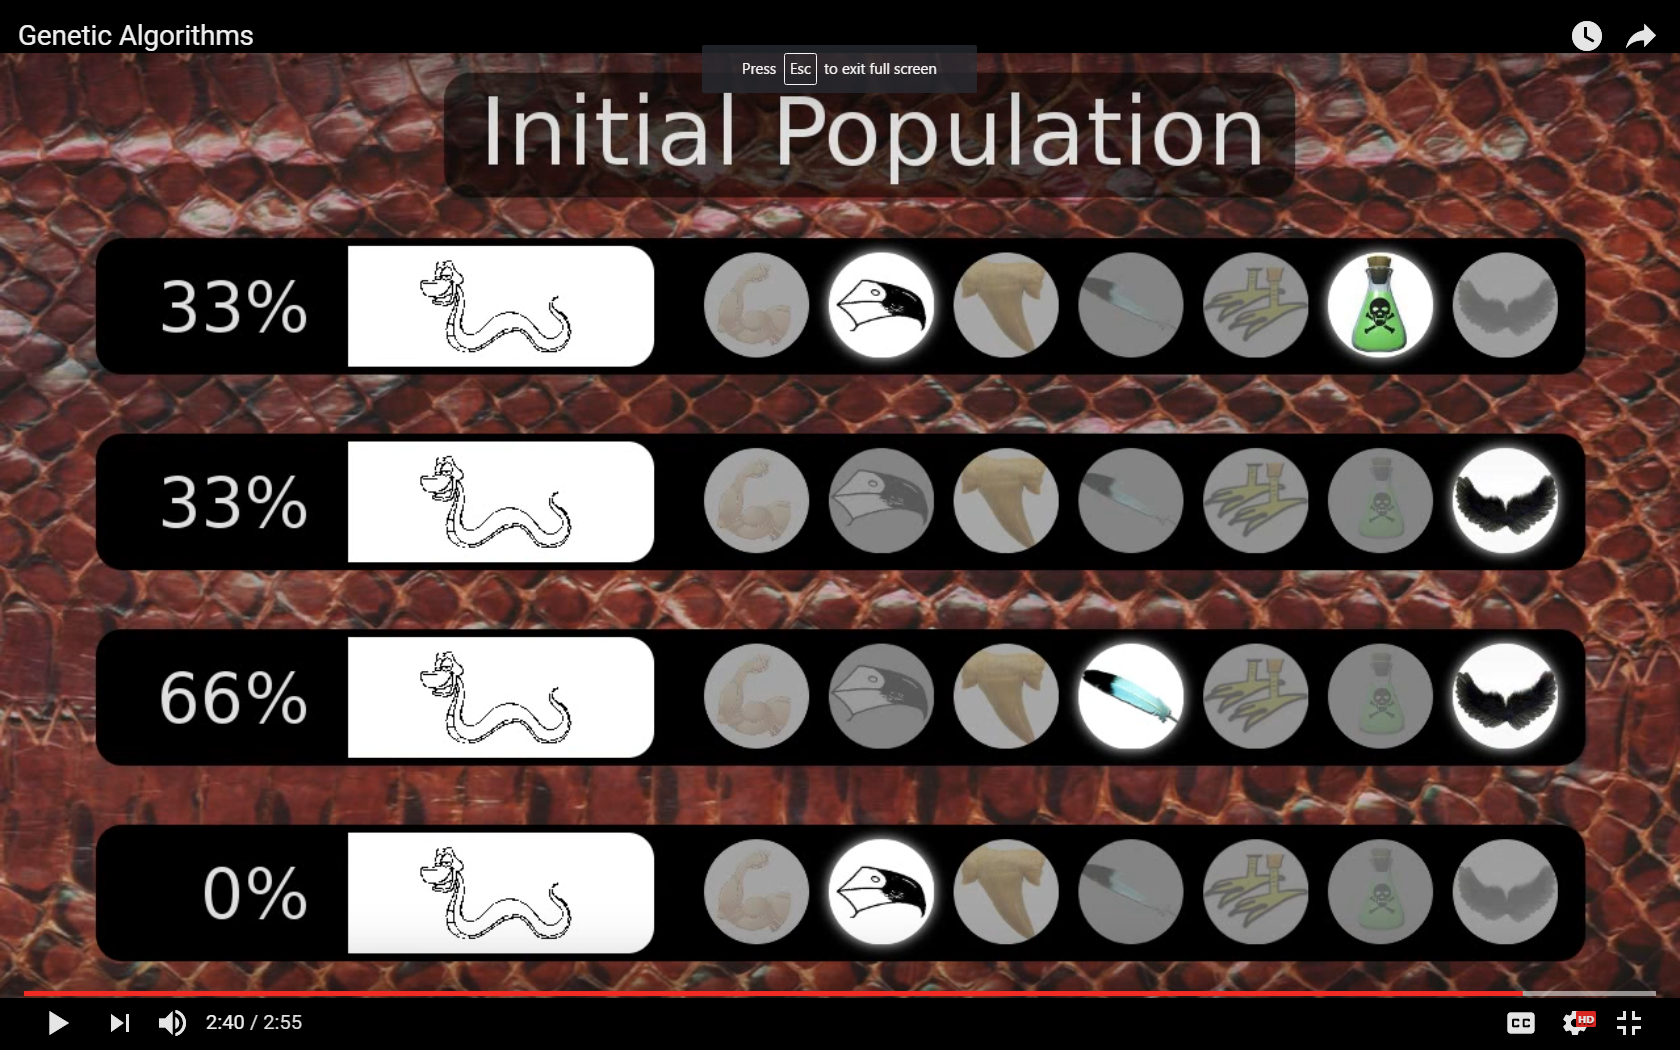 Genetic Algorithms
Press Esc to exit full screen
Initial Population
33%
33%
66%
0%
2:40 / 2:55
CC
HD